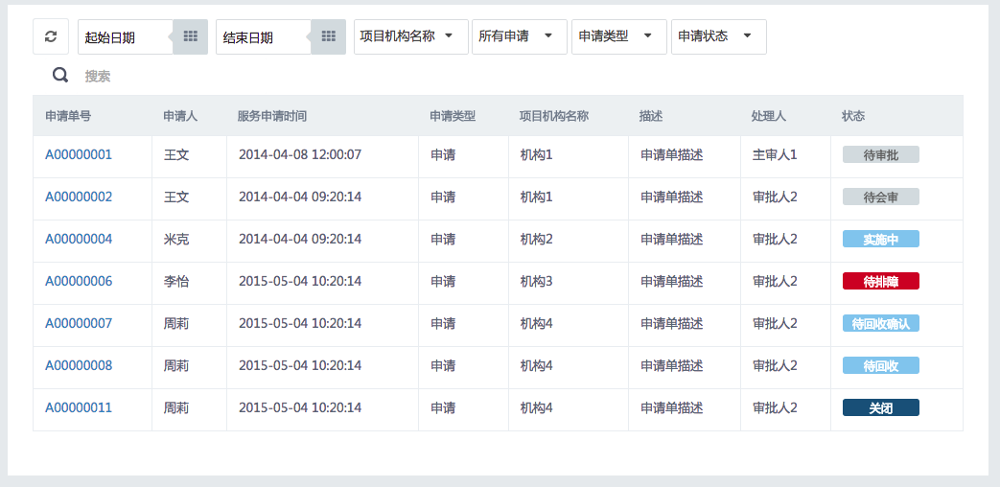 起始日期 结束日期 项目机构名称 所有申请 申请类型 申请状态
搜索
申请单号 申请人 服务申请时间 申请类型 项目机构名称 描述 处理人 状态
A00000001 王文 2014-04-08 12:00:07 申请 机构1 申请单描述 主审人1 待审批
A00000002 王文 2014-04-04 09:20:14 申请 机构1 申请单描述 审批人2 待会审
A00000004 米克 2014-04-04 09:20:14 申请 机构2 申请单描述 审批人2 实施中
A00000006 李怡 2015-05-04 10:20:14 申请 机构3 申请单描述 审批人2 待排障
A00000007 周莉 2015-05-04 10:20:14 申请 机构4 申请单描述 审批人2 待回收确认
A00000008 周莉 2015-05-04 10:20:14 申请 机构4 申请单描述 审批人2 待回收
A00000011 周莉 2015-05-04 10:20:14 申请 机构4 申请单描述 审批人2 关闭